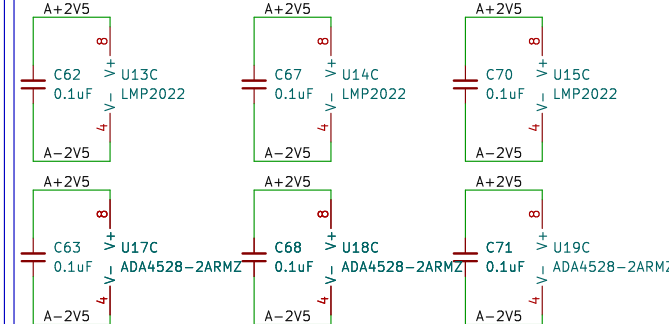 A+2V5 A+2V5 A+2V5
8 8 8
V+ V+ V+
C62 U13C C67 U14C C70 U15C
0.1uF LMP2022 0.1uF LMP2022 0.1uF LMP2022
V- V- V-
4 4 4
A-2V5 A-2V5 A-2V5
A+2V5 A+2V5 A+2V5
8 8 8
V+ V+ V+
C63 U17C C68 U18C C71 U19C
0.1uF ADA4528-2ARMZ 0.1uF ADA4528-2ARMZ 0.1uF ADA4528-2ARMZ
V- V- V-
4 4 4
A-2V5 A-2V5 A-2V5